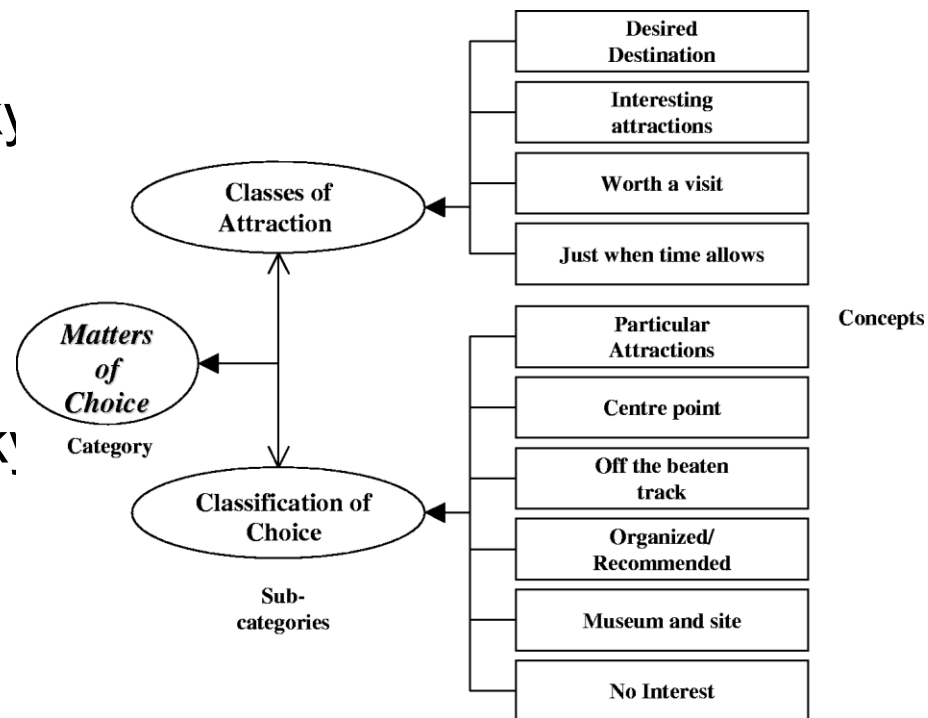 Desired
Destination
Interesting
attractions
Worth a visit
Just when time allows
Classes of
Attraction
Matters
of
Choice
Category
Classification of
Choice
Sub-
categories
Particular
Attractions
Centre point
Off the beaten
track
Organized/
Recommended
Museum and site
No Interest
Concepts